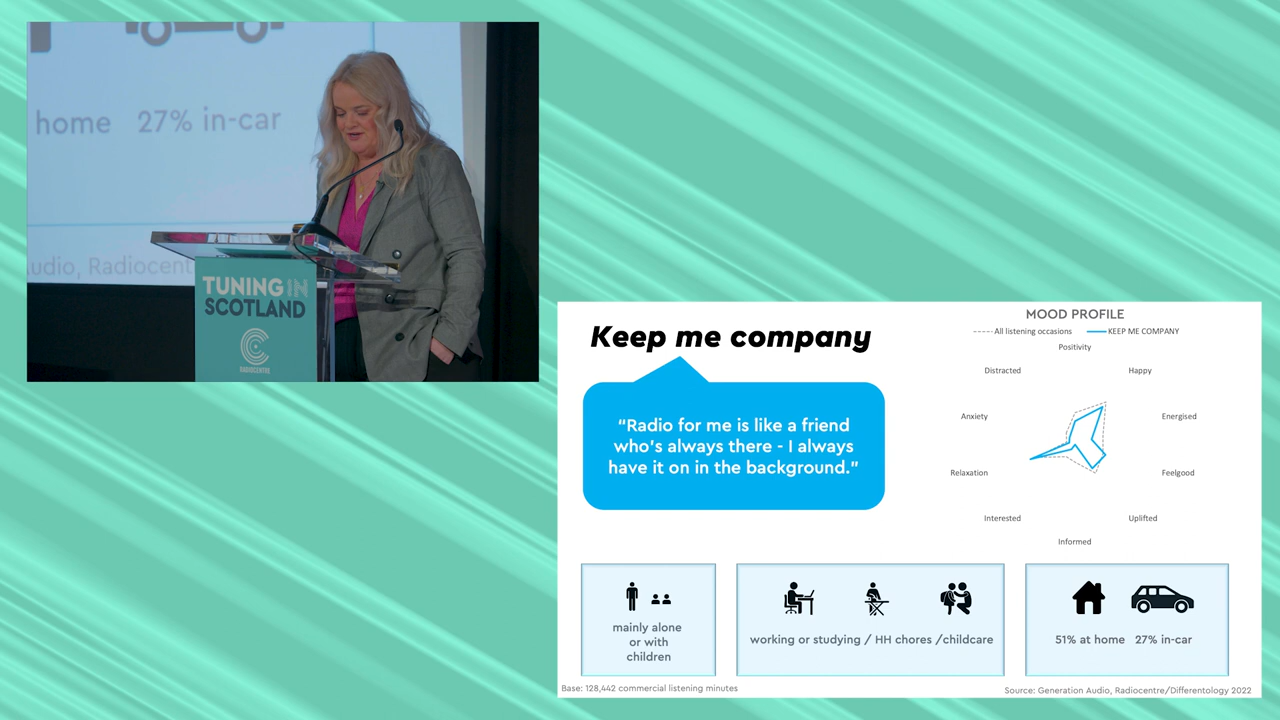 home 27% in-car
Audio, Radiocent
TUNING IN
SCOTLAND
RADIOCENTRE
Keep me company
"Radio for me is like a friend
who's always there - I always
have it on in the background."
MOOD PROFILE
All listening occasions KEEP ME COMPANY
Positivity
Distracted
Happy
Anxiety
Energised
Relaxation
Feelgood
Interested
Uplifted
Informed
mainly alone
or with
children
working or studying / HH chores /childcare
51% at home 27% in-car
Base: 128,442 commercial listening minutes
Source: Generation Audio, Radiocentre/Differentology 2022